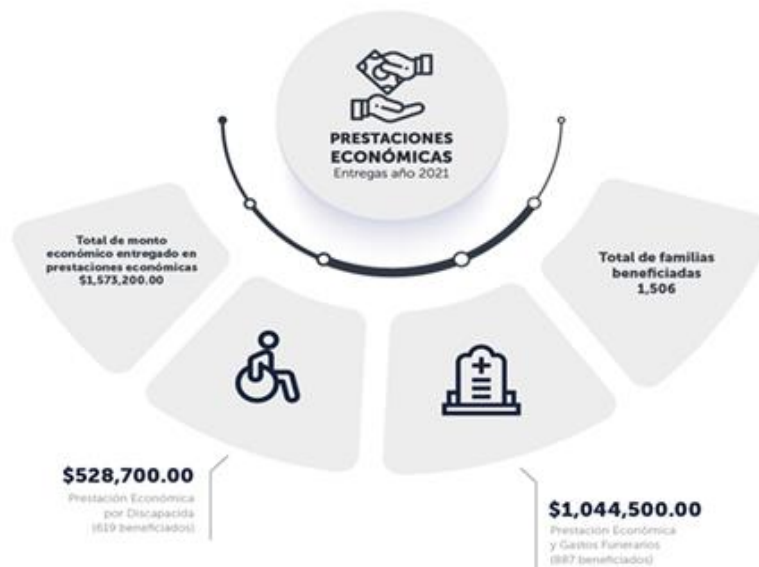 PRESTACIONES
ECONÓMICAS
Entregas año 2021
Total de monto
económico entregado en
prestaciones económicas
$1,573,200.00
Total de familias
beneficiadas
1,506
$528,700.00
Prestación Económica
por Discapacida
(619 beneficiados)
$1,044,500.00
Prestación Económica
y Gastos Funerarios
(887 beneficiados)